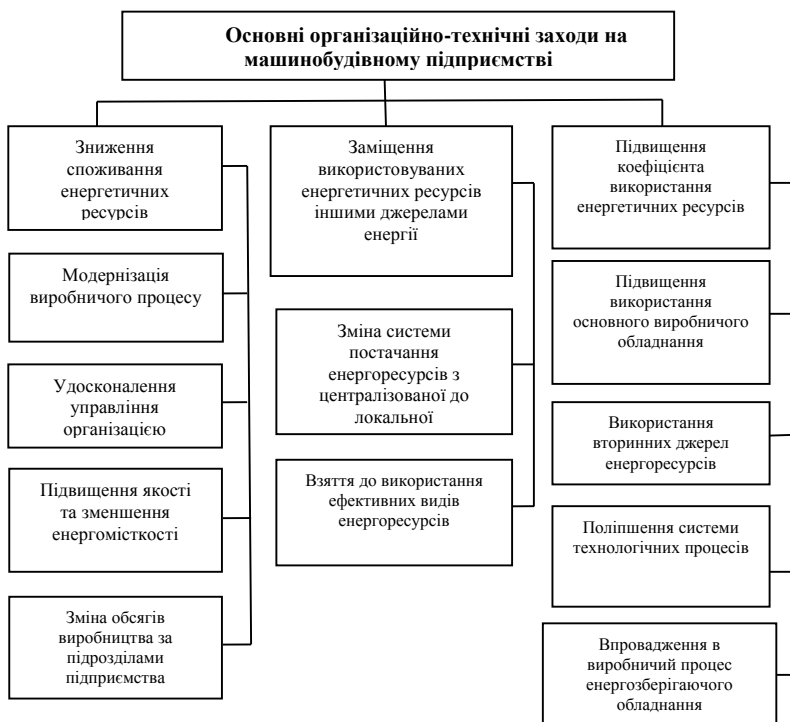 Основні організаційно-технічні заходи на
машинобудівному підприємстві
Зниження
споживання
енергетичних
ресурсів
Модернізація
виробничого процесу
Удосконалення
управління
організацією
Підвищення якості
та зменшення
енергомісткості
Зміна обсягів
виробництва за
підрозділами
підприємства
Заміщення
використовуваних
енергетичних ресурсів
іншими джерелами
енергії
Зміна системи
постачання
енергоресурсів з
централізованої до
локальної
Взяття до використання
ефективних видів
енергоресурсів
Підвищення
коефіцієнта
використання
енергетичних ресурсів
Підвищення
використання
основного виробничого
обладнання
Використання
вторинних джерел
енергоресурсів
Поліпшення системи
технологічних процесів
Впровадження в
виробничий процес
енергозберігаючого
обладнання